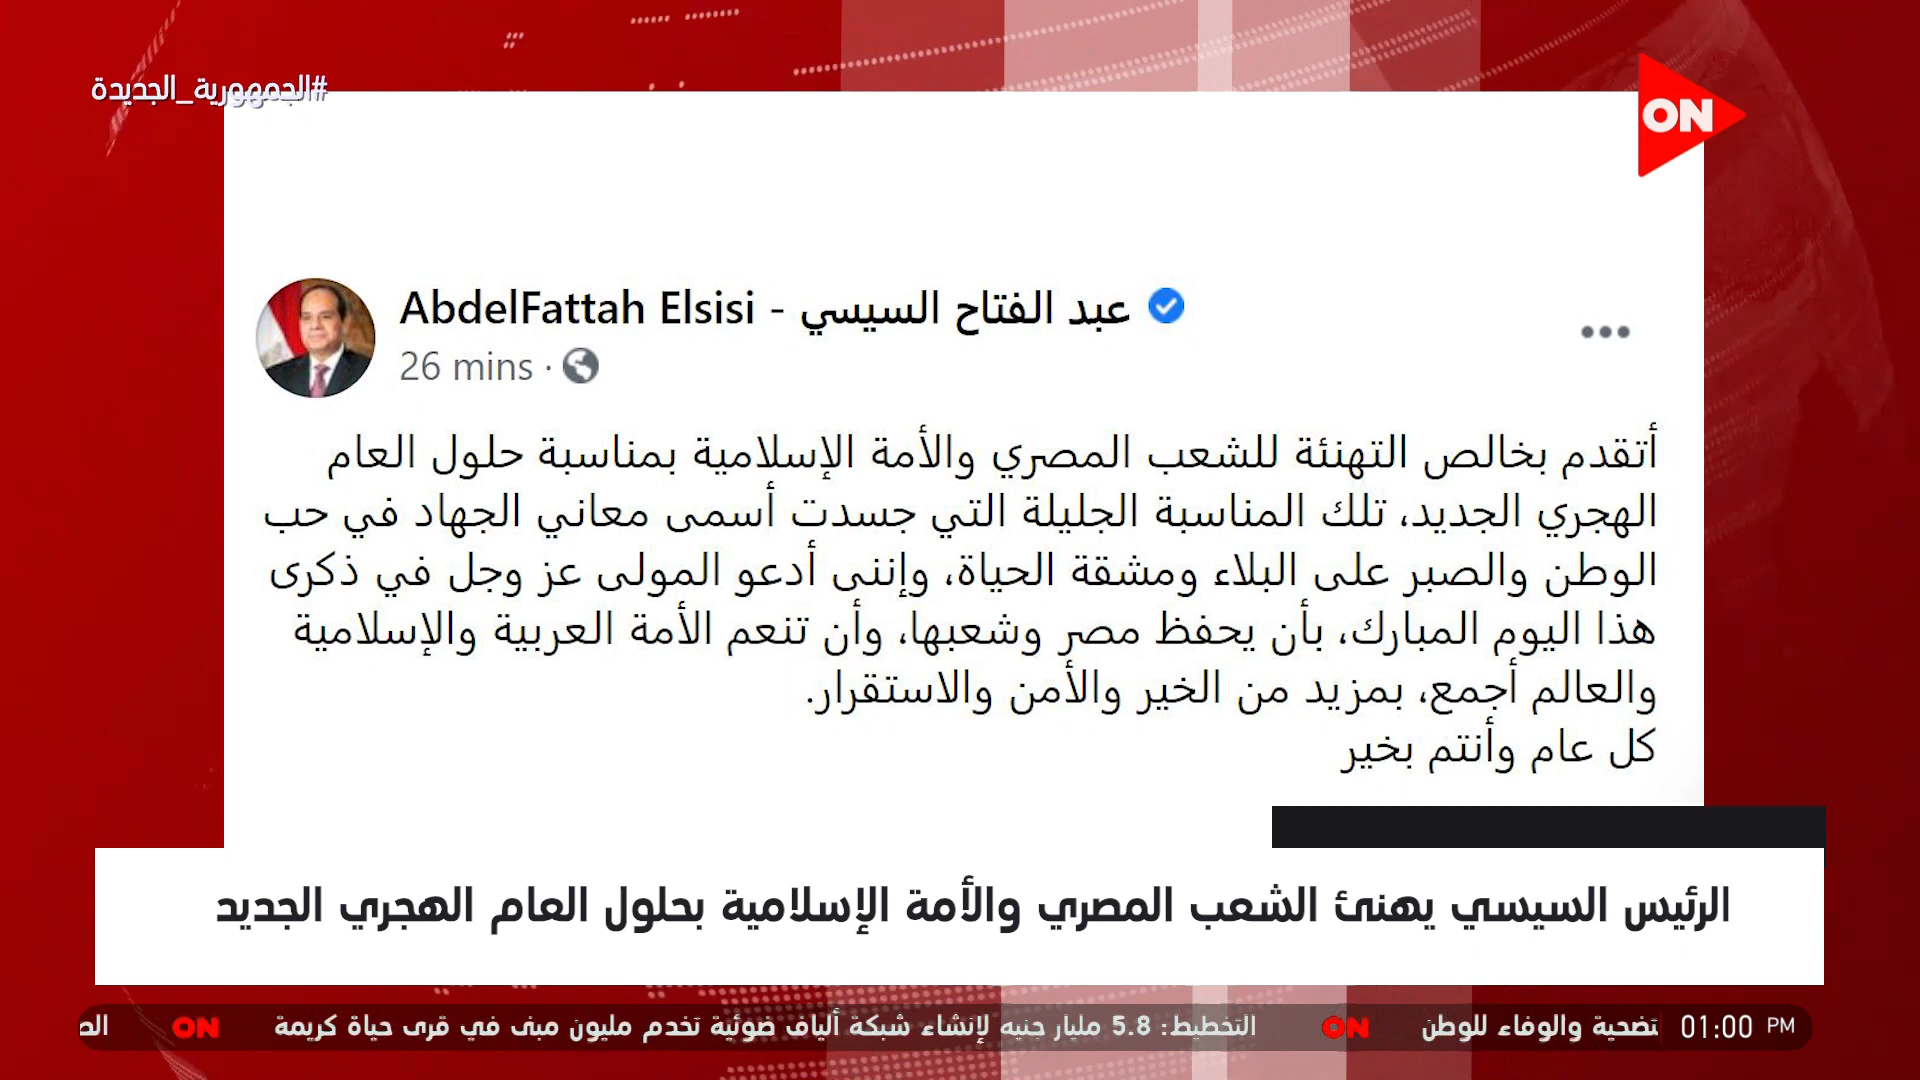 #الجمهورية_الجديدة
ON
AbdelFattah Elsisi - عبد الفتاح السيسي
26 mins ·
أتقدم بخالص التهنئة للشعب المصري والأمة الإسلامية بمناسبة حلول العام
الهجري الجديد، تلك المناسبة الجليلة التي جسدت أسمى معاني الجهاد في حب
الوطن والصبر على البلاء ومشقة الحياة، وإننى أدعو المولى عز وجل في ذكرى
هذا اليوم المبارك، بأن يحفظ مصر وشعبها، وأن تنعم الأمة العربية والإسلامية
والعالم أجمع، بمزيد من الخير والأمن والاستقرار.
كل عام وأنتم بخير
الرئيس السيسي يهنئ الشعب المصري والأمة الإسلامية بحلول العام الهجري الجديد
01:00 PM
تضحية والوفاء للوطن ON التخطيط: 5.8 مليار جنيه لإنشاء شبكة ألياف ضوئية تخدم مليون مبنى في قرى حياة كريمة ON